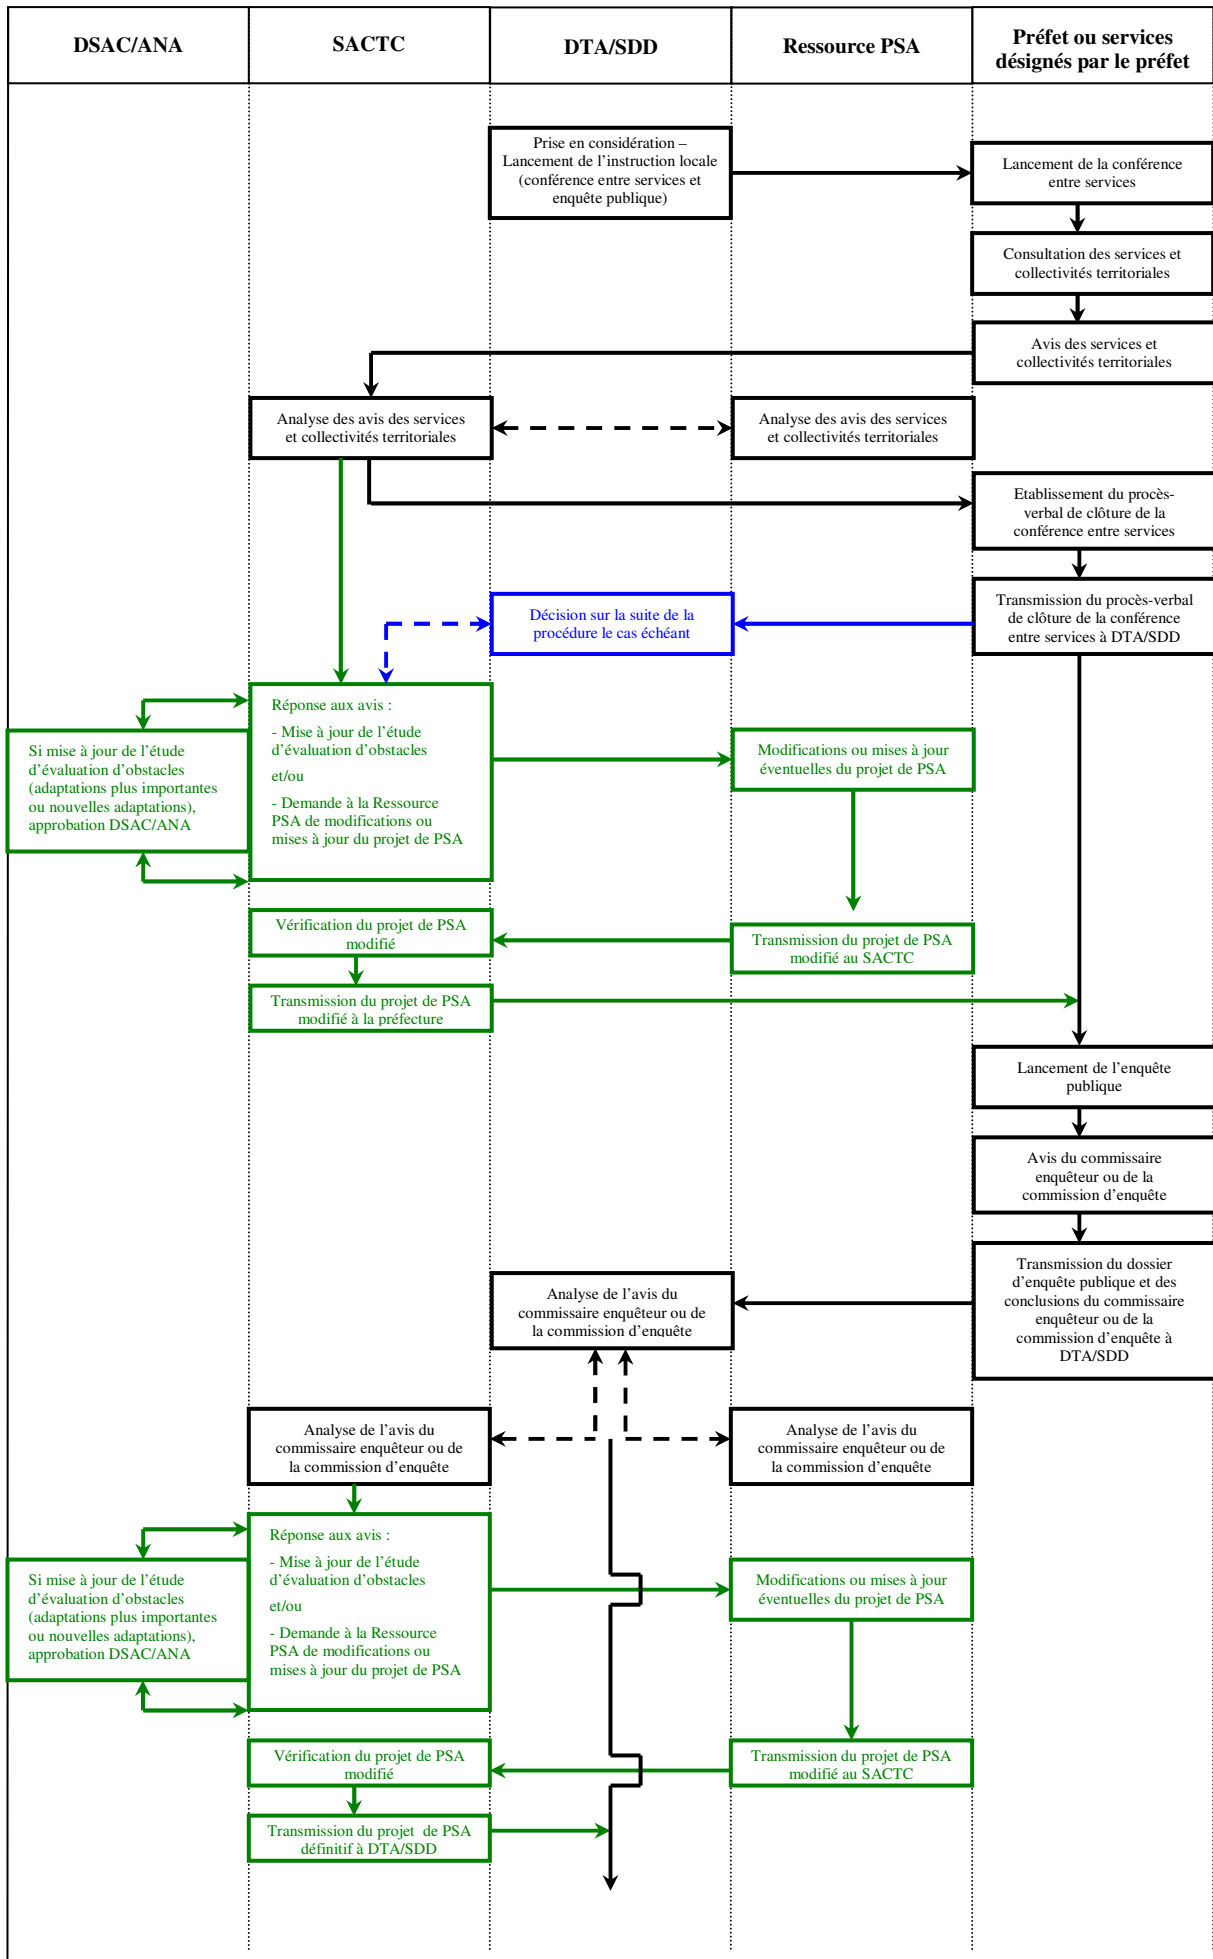 DSAC/ANA
SACTC
DTA/SDD
Ressource PSA
Préfet ou services
désignés par le préfet
Prise en considération –
Lancement de l'instruction locale
(conférence entre services et
enquête publique)
Lancement de la conférence
entre services
Consultation des services et
collectivités territoriales
Avis des services et
collectivités territoriales
Analyse des avis des services
et collectivités territoriales
Analyse des avis des services
et collectivités territoriales
Etablissement du procès-
verbal de clôture de la
conférence entre services
Décision sur la suite de la
procédure le cas échéant
Transmission du procès-verbal
de clôture de la conférence
entre services à DTA/SDD
Si mise à jour de l'étude
d'évaluation d'obstacles
(adaptations plus importantes
ou nouvelles adaptations),
approbation DSAC/ANA
Réponse aux avis :
- Mise à jour de l'étude
d'évaluation d'obstacles
et/ou
- Demande à la Ressource
PSA de modifications ou
mises à jour du projet de PSA
Modifications ou mises à jour
éventuelles du projet de PSA
Vérification du projet de PSA
modifié
Transmission du projet de PSA
modifié au SACTC
Transmission du projet de PSA
modifié à la préfecture
Lancement de l'enquête
publique
Avis du commissaire
enquêteur ou de la
commission d'enquête
Transmission du dossier
d'enquête publique et des
conclusions du commissaire
enquêteur ou de la
commission d'enquête à
DTA/SDD
Analyse de l'avis du
commissaire enquêteur ou de
la commission d'enquête
Analyse de l'avis du
commissaire enquêteur ou de
la commission d'enquête
Analyse de l'avis du
commissaire enquêteur ou de
la commission d'enquête
Si mise à jour de l'étude
d'évaluation d'obstacles
(adaptations plus importantes
ou nouvelles adaptations),
approbation DSAC/ANA
Réponse aux avis :
- Mise à jour de l'étude
d'évaluation d'obstacles
et/ou
- Demande à la Ressource
PSA de modifications ou
mises à jour du projet de PSA
Modifications ou mises à jour
éventuelles du projet de PSA
Vérification du projet de PSA
modifié
Transmission du projet de PSA
modifié au SACTC
Transmission du projet de PSA
définitif à DTA/SDD